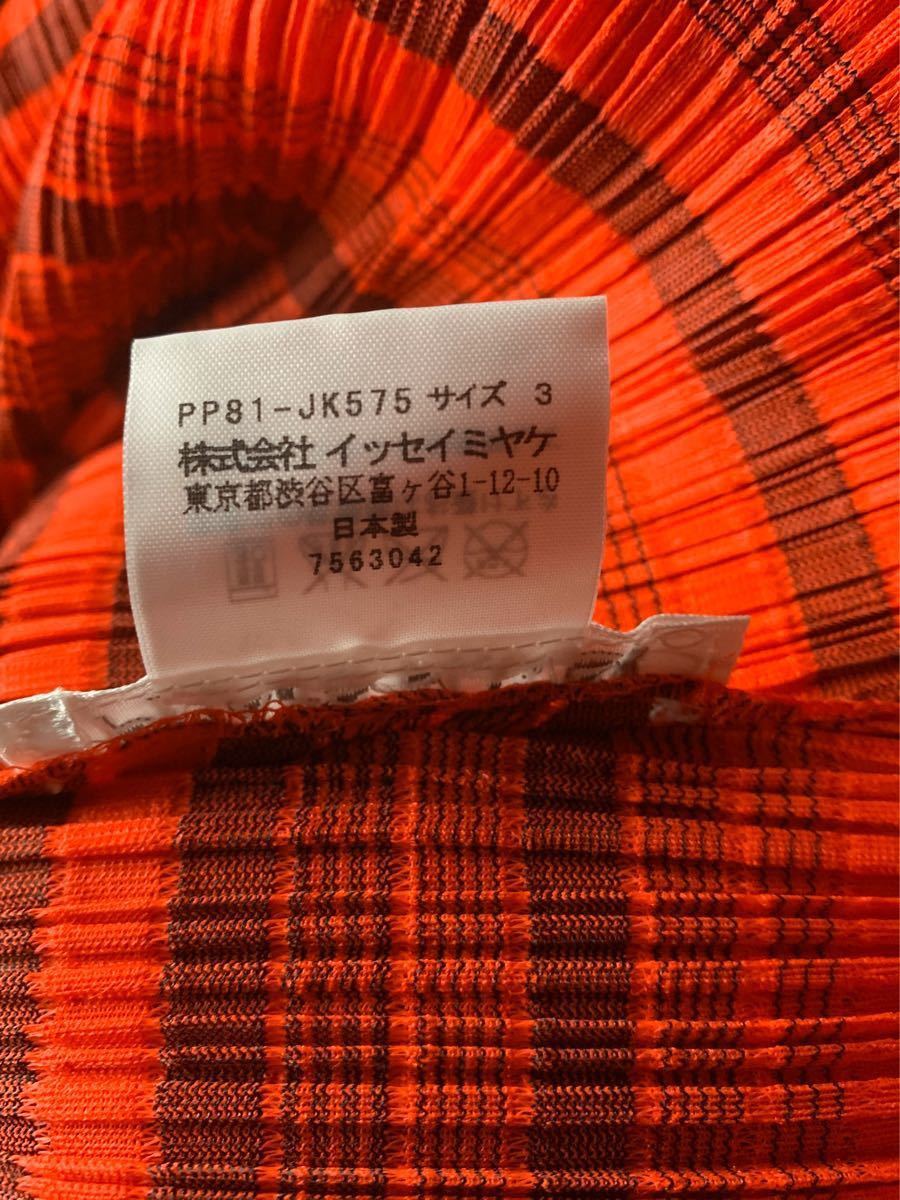 PP81-JK575 サイズ 3
株式会社 イッセイミヤケ
東京都渋谷区富ヶ谷1-12-10
日本製
7563042